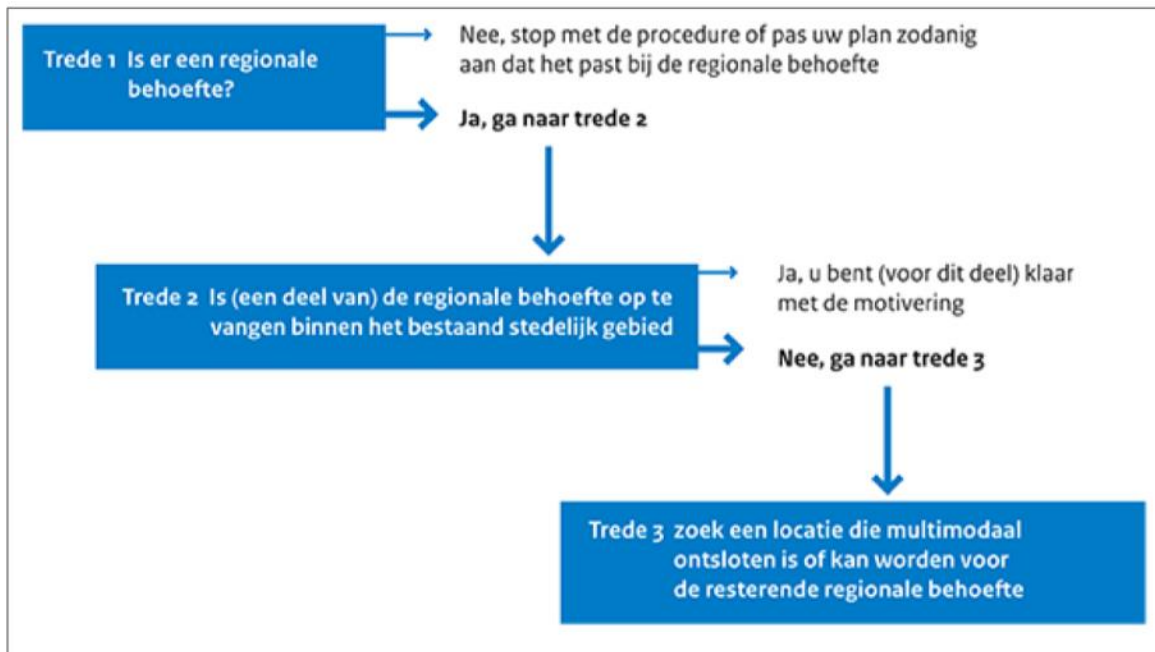 Trede 1 Is er een regionale
behoefte?
Nee, stop met de procedure of pas uw plan zodanig
aan dat het past bij de regionale behoefte
Ja, ga naar trede 2
Trede 2 Is (een deel van) de regionale behoefte op te
vangen binnen het bestaand stedelijk gebied
Ja, u bent (voor dit deel) klaar
met de motivering
Nee, ga naar trede 3
Trede 3 zoek een locatie die multimodaal
ontsloten is of kan worden voor
de resterende regionale behoefte